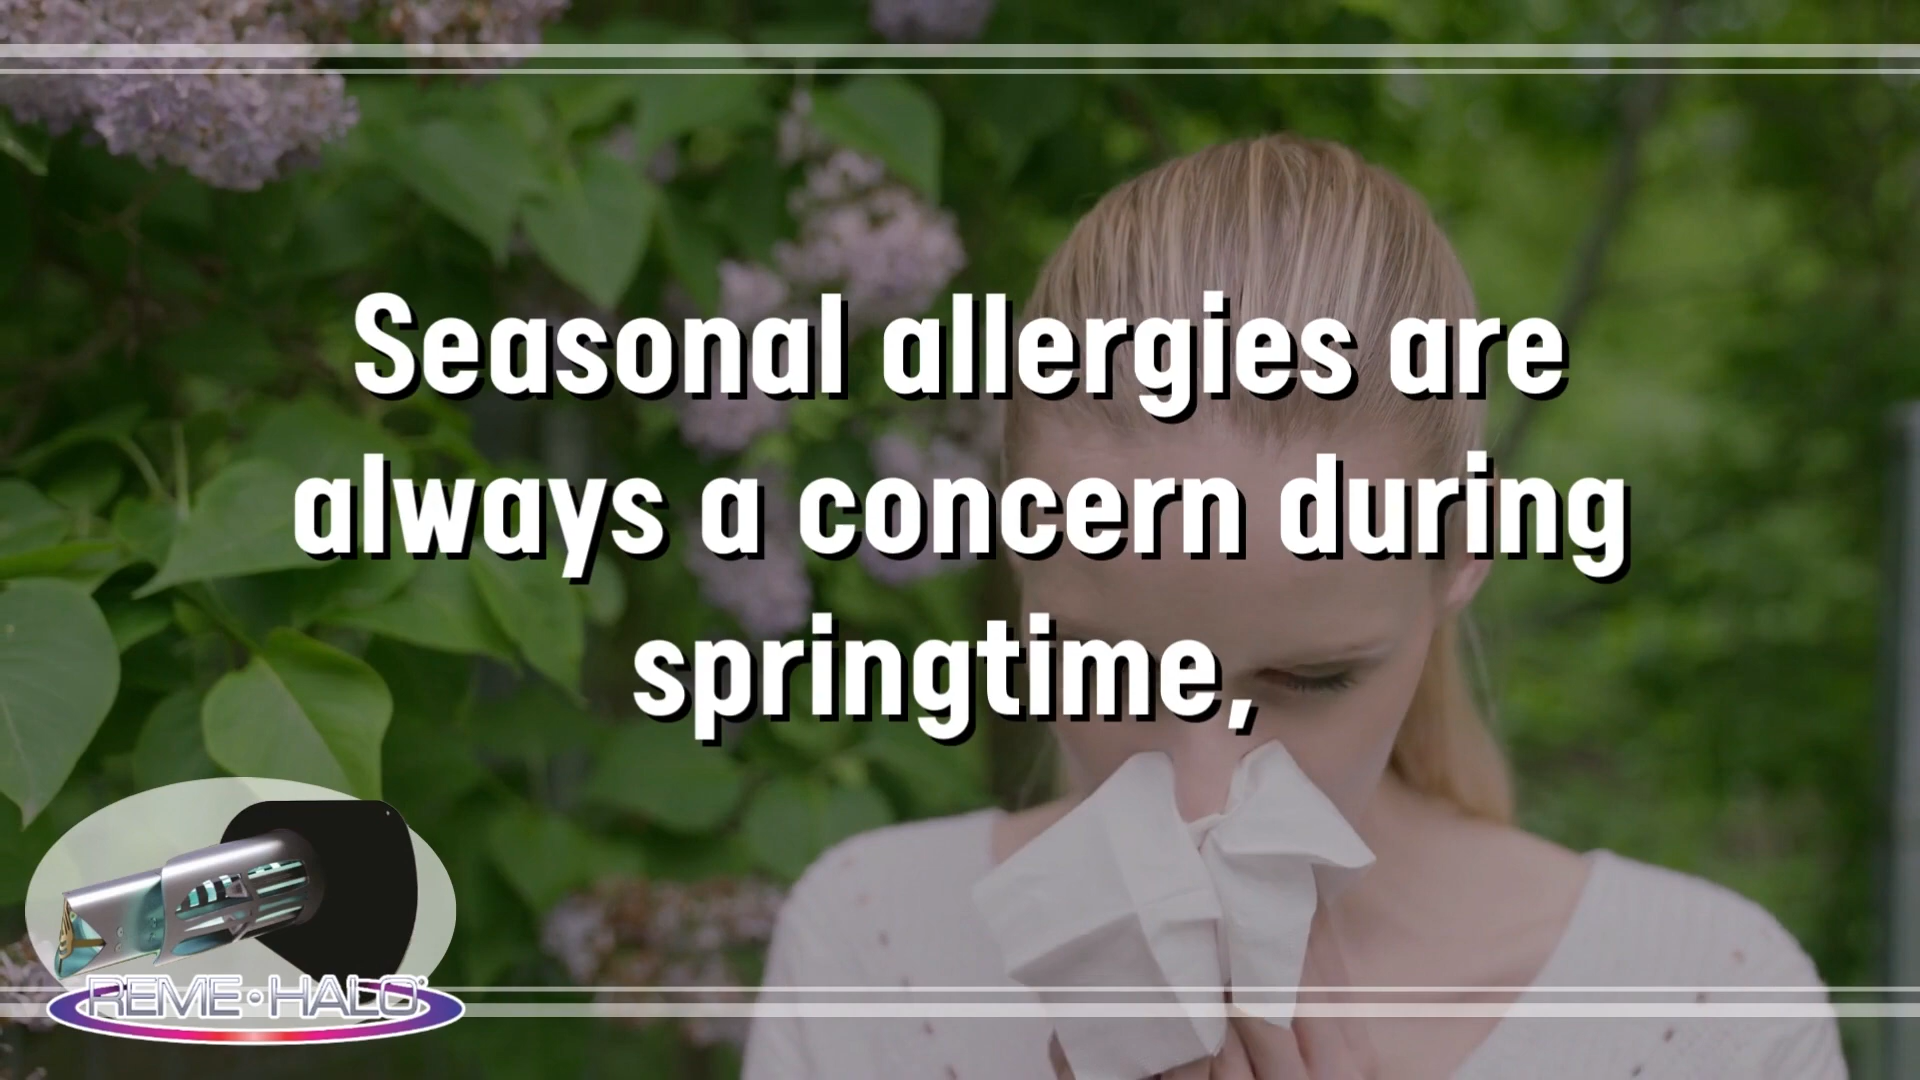 Seasonal allergies are
always a concern during
springtime,
REME·HALO®